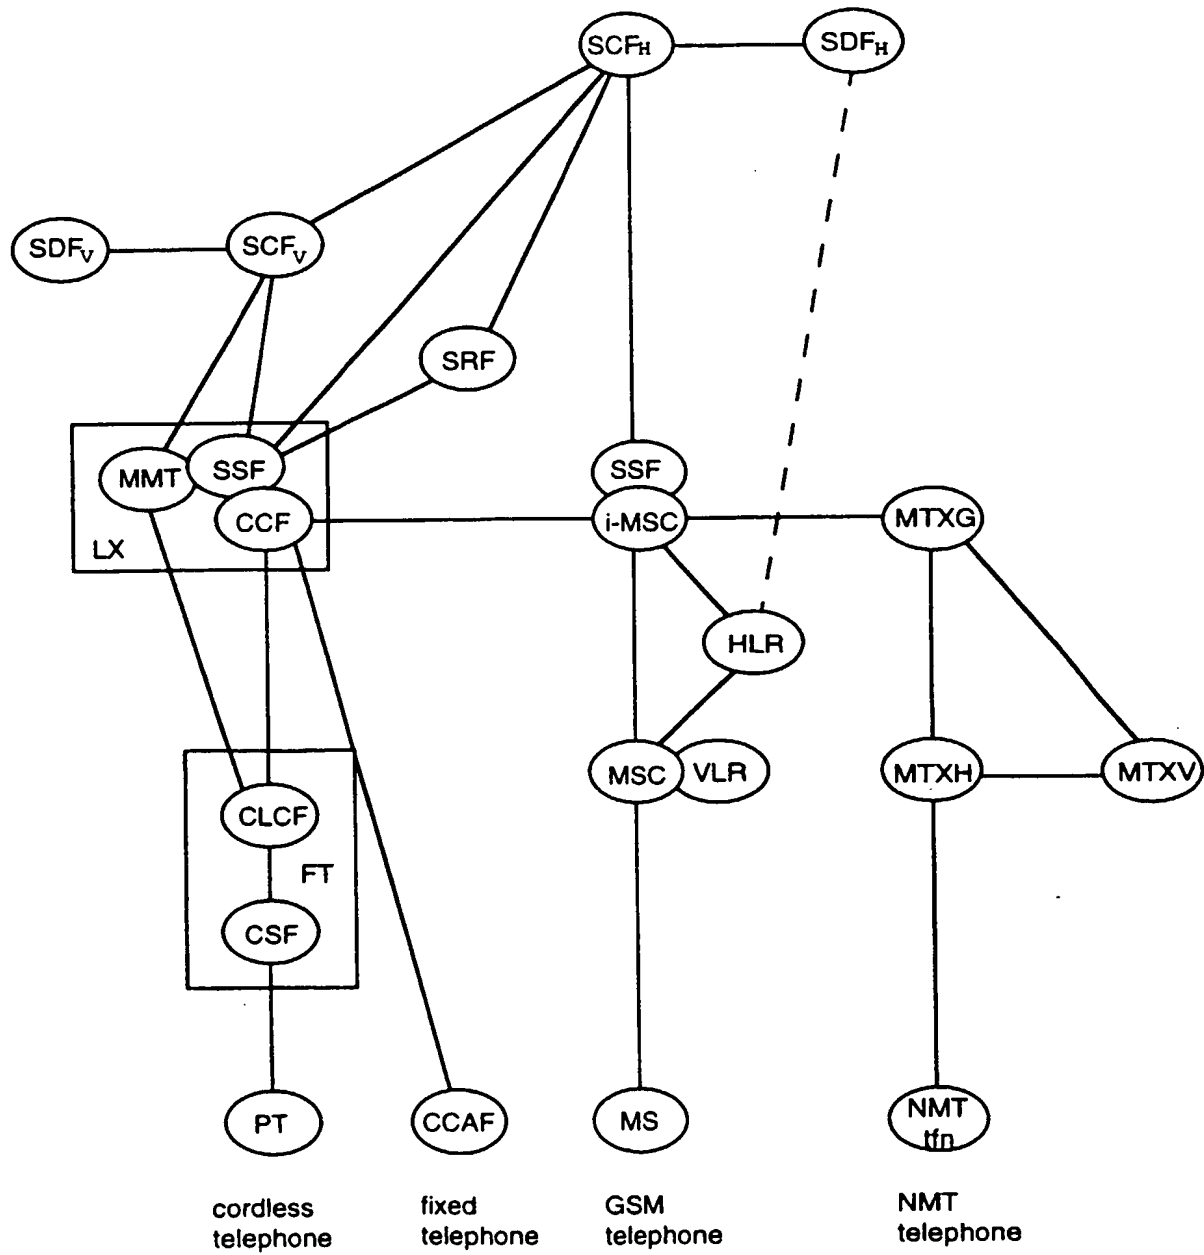 SCFH
SDFH
SDFV
SCFV
SRF
MMT
SSF
CCF
LX
SSF
i-MSC
MTXG
HLR
MSC
VLR
MTXH
MTXV
CLCF
FT
CSF
PT
CCAF
MS
NMT
tfn
cordless
telephone
fixed
telephone
GSM
telephone
NMT
telephone